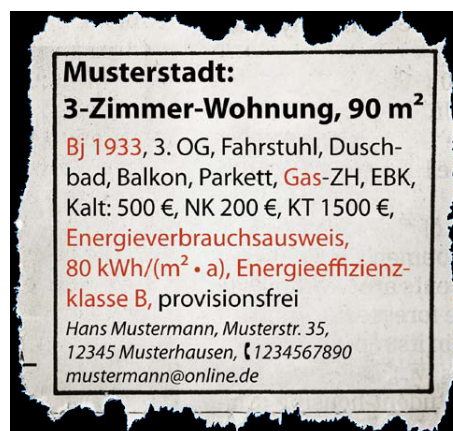 Musterstadt:
3-Zimmer-Wohnung, 90 m²
Bj 1933, 3. OG, Fahrstuhl, Dusch-
bad, Balkon, Parkett, Gas-ZH, EBK,
Kalt: 500 €, NK 200 €, KT 1500 €,
Energieverbrauchsausweis,
80 kWh/(m² • a), Energieeffizienz-
klasse B, provisionsfrei
Hans Mustermann, Musterstr. 35,
12345 Musterhausen, 1234567890
mustermann@online.de